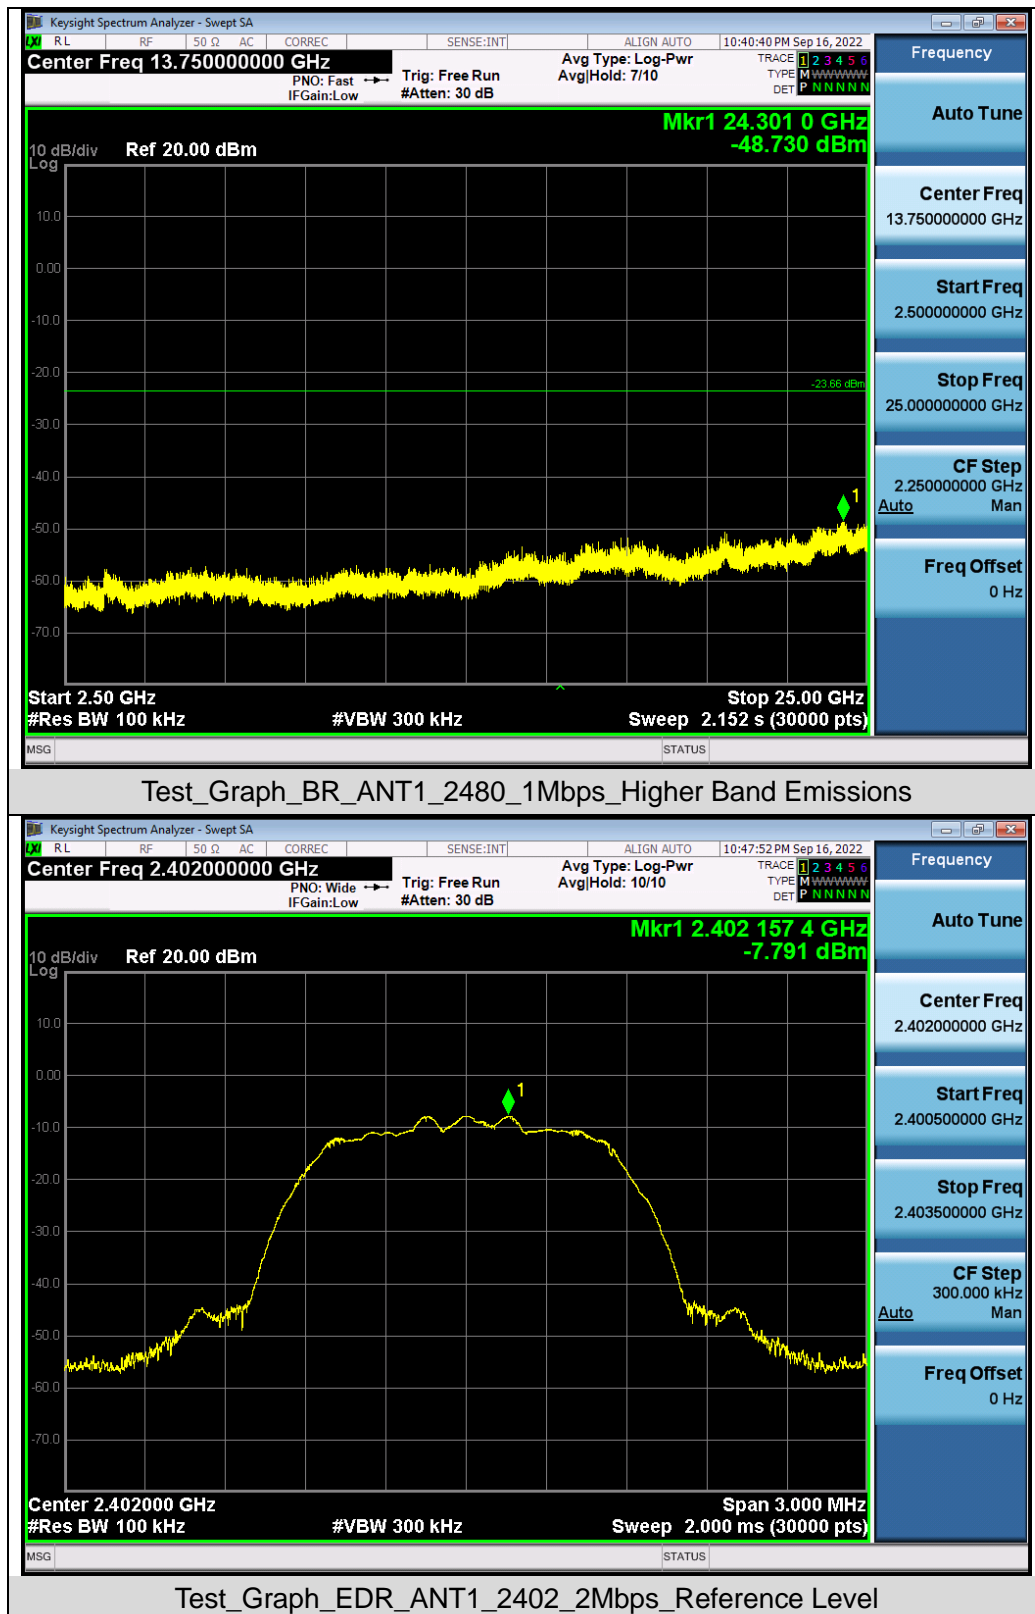 Keysight Spectrum Analyzer - Swept SA
LXI RL RF 50 Ω AC CORREC SENSE:INT ALIGN AUTO 10:40:40 PM Sep 16, 2022
Center Freq 13.750000000 GHz
PNO: Fast
IFGain:Low
Trig: Free Run
#Atten: 30 dB
Avg Type: Log-Pwr
Avg|Hold: 7/10
TRACE 1 2 3 4 5 6
TYPE M WWWWW
DET P N N N N N
Mkr1 24.301 0 GHz
-48.730 dBm
10 dB/div Ref 20.00 dBm
Log
10.0
0.00
-10.0
-20.0
-23.66 dBm
-30.0
-40.0
1
-50.0
-60.0
-70.0
Start 2.50 GHz Stop 25.00 GHz
#Res BW 100 kHz #VBW 300 kHz Sweep 2.152 s (30000 pts)
MSG STATUS
Frequency
Auto Tune
Center Freq
13.750000000 GHz
Start Freq
2.500000000 GHz
Stop Freq
25.000000000 GHz
CF Step
2.250000000 GHz
Auto Man
Freq Offset
0 Hz
Test_Graph_BR_ANT1_2480_1Mbps_Higher Band Emissions
Keysight Spectrum Analyzer - Swept SA
LXI RL RF 50 Ω AC CORREC SENSE:INT ALIGN AUTO 10:47:52 PM Sep 16, 2022
Center Freq 2.402000000 GHz
PNO: Wide
IFGain:Low
Trig: Free Run
#Atten: 30 dB
Avg Type: Log-Pwr
Avg|Hold: 10/10
TRACE 1 2 3 4 5 6
TYPE M WWWWW
DET P N N N N N
Mkr1 2.402 157 4 GHz
-7.791 dBm
10 dB/div Ref 20.00 dBm
Log
10.0
0.00
1
-10.0
-20.0
-30.0
-40.0
-50.0
-60.0
-70.0
Center 2.402000 GHz Span 3.000 MHz
#Res BW 100 kHz #VBW 300 kHz Sweep 2.000 ms (30000 pts)
MSG STATUS
Frequency
Auto Tune
Center Freq
2.402000000 GHz
Start Freq
2.400500000 GHz
Stop Freq
2.403500000 GHz
CF Step
300.000 kHz
Auto Man
Freq Offset
0 Hz
Test_Graph_EDR_ANT1_2402_2Mbps_Reference Level